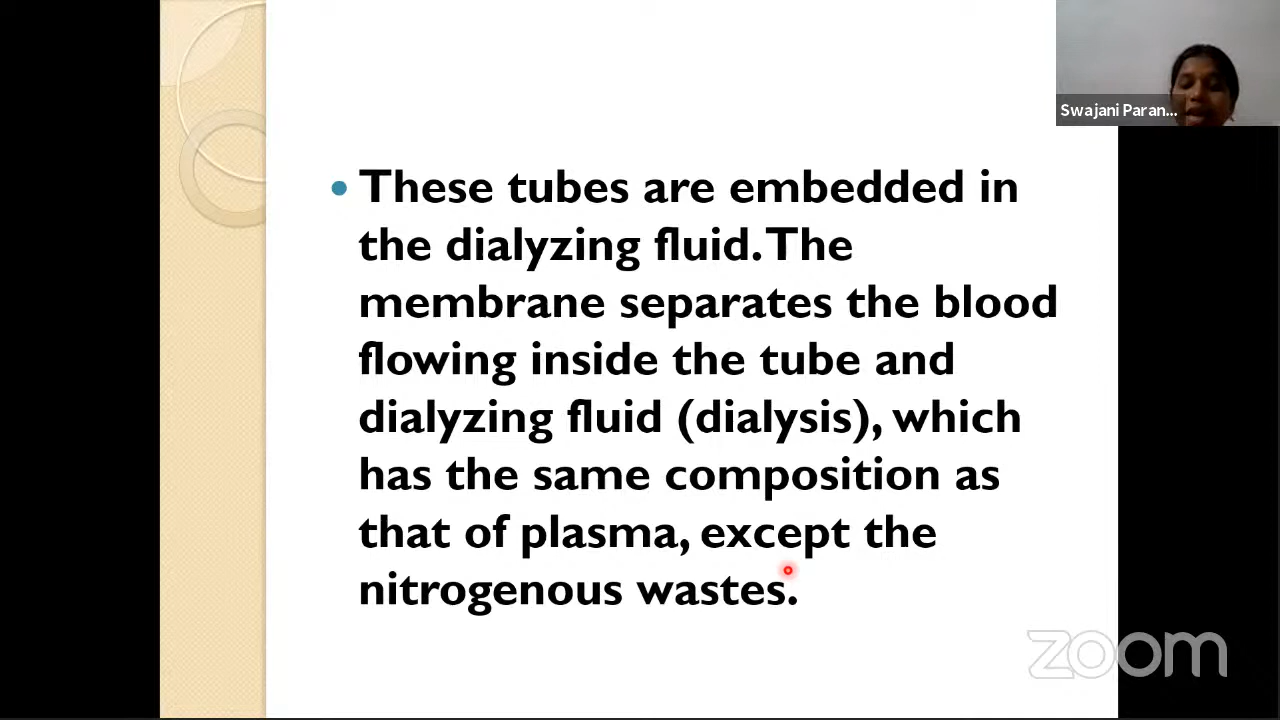 Swajani Paran...
• These tubes are embedded in
the dialyzing fluid. The
membrane separates the blood
flowing inside the tube and
dialyzing fluid (dialysis), which
has the same composition as
that of plasma, except the
nitrogenous wastes.
zoom